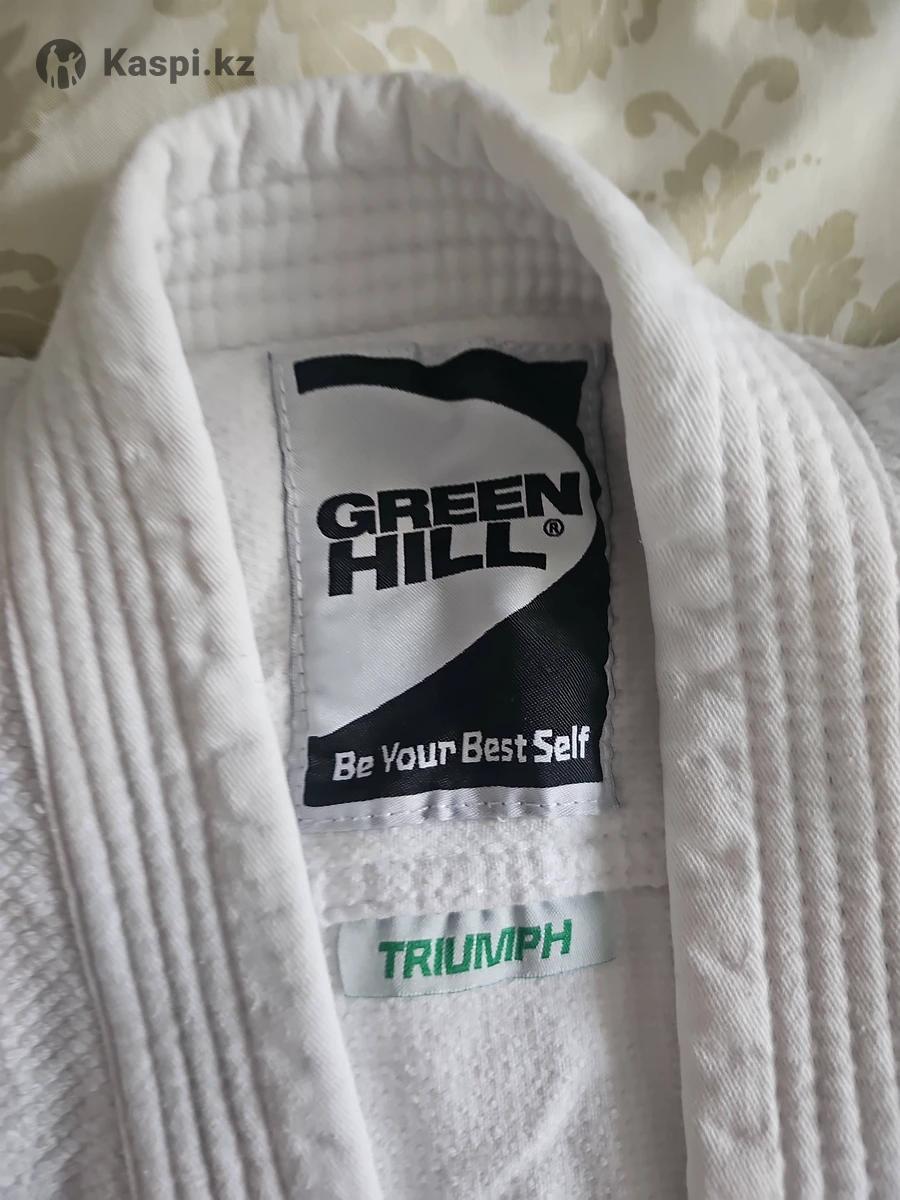 Kaspi.kz
GREEN
HILL®
Be Your Best Self
TRIUMPH